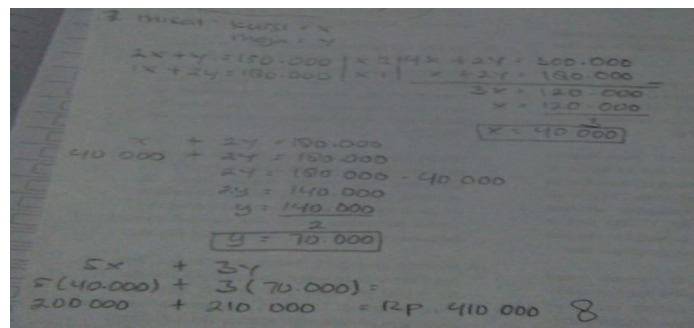 2. misal : kursi = x
meja = y
2x + y = 150.000 | x 2 | 4x + 2y = 300.000
1x + 2y = 180.000 | x 1 | x + 2y = 180.000
3x = 120.000
x = 120.000
3
x = 40.000
x + 2y = 180.000
40.000 + 2y = 180.000
2y = 180.000 - 40.000
2y = 140.000
y = 140.000
2
y = 70.000
5x + 3y
5(40.000) + 3(70.000) =
200.000 + 210.000 = Rp 410.000 8